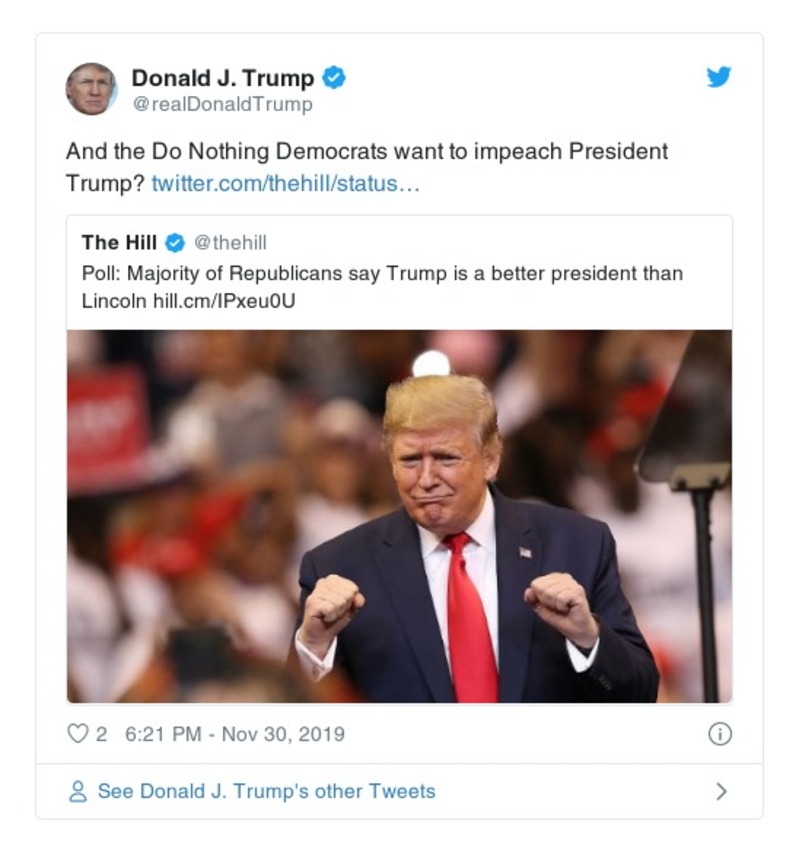 Donald J. Trump
@realDonaldTrump
And the Do Nothing Democrats want to impeach President
Trump? twitter.com/thehill/status…
The Hill @thehill
Poll: Majority of Republicans say Trump is a better president than
Lincoln hill.cm/IPxeu0U
2 6:21 PM - Nov 30, 2019
See Donald J. Trump's other Tweets